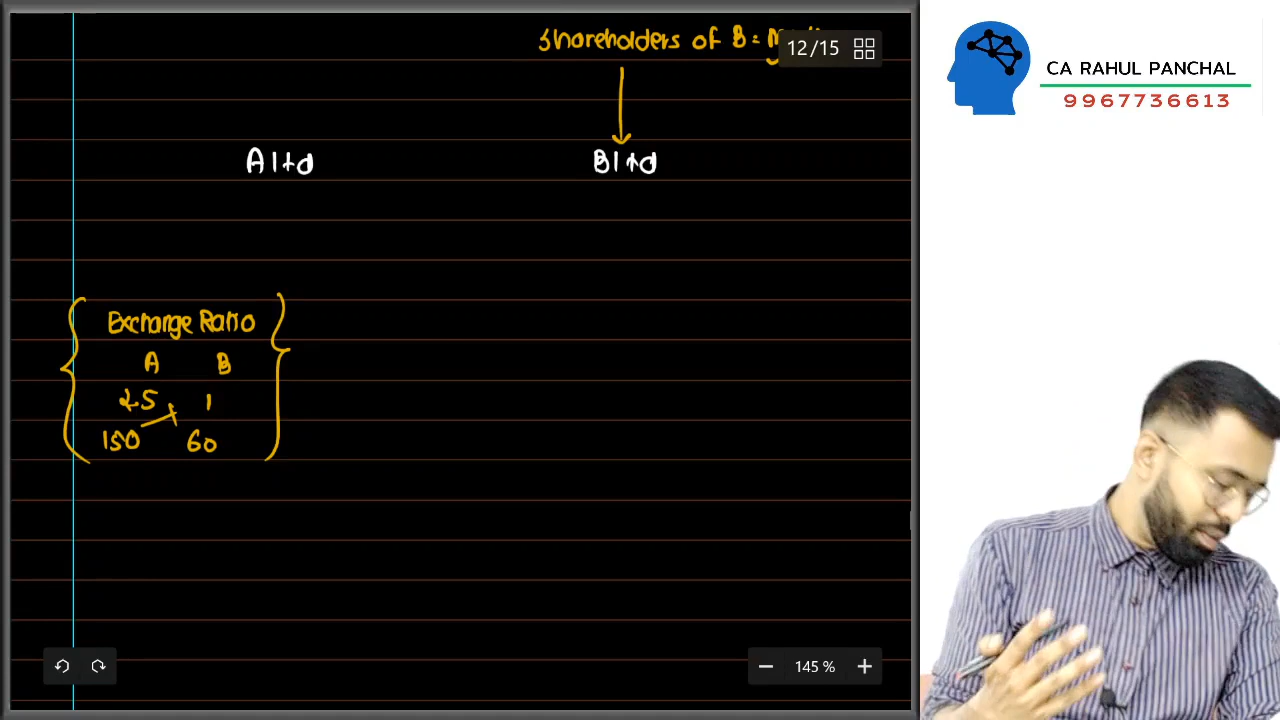 Shareholders of B =
12/15
CA RAHUL PANCHAL
9967736613
A ltd
B ltd
Exchange Ratio
A B
2.5 1
150 60
145 %